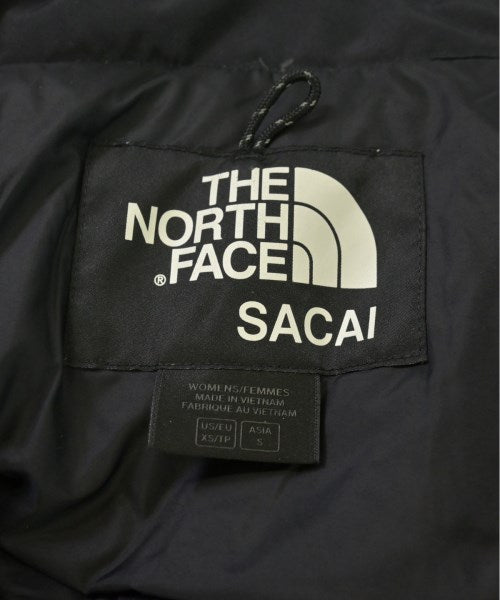 THE
NORTH
FACE
®
SACAI
WOMENS/FEMMES
MADE IN VIETNAM
FABRIQUE AU VIETNAM
US/EU ASIA
XS/TP S